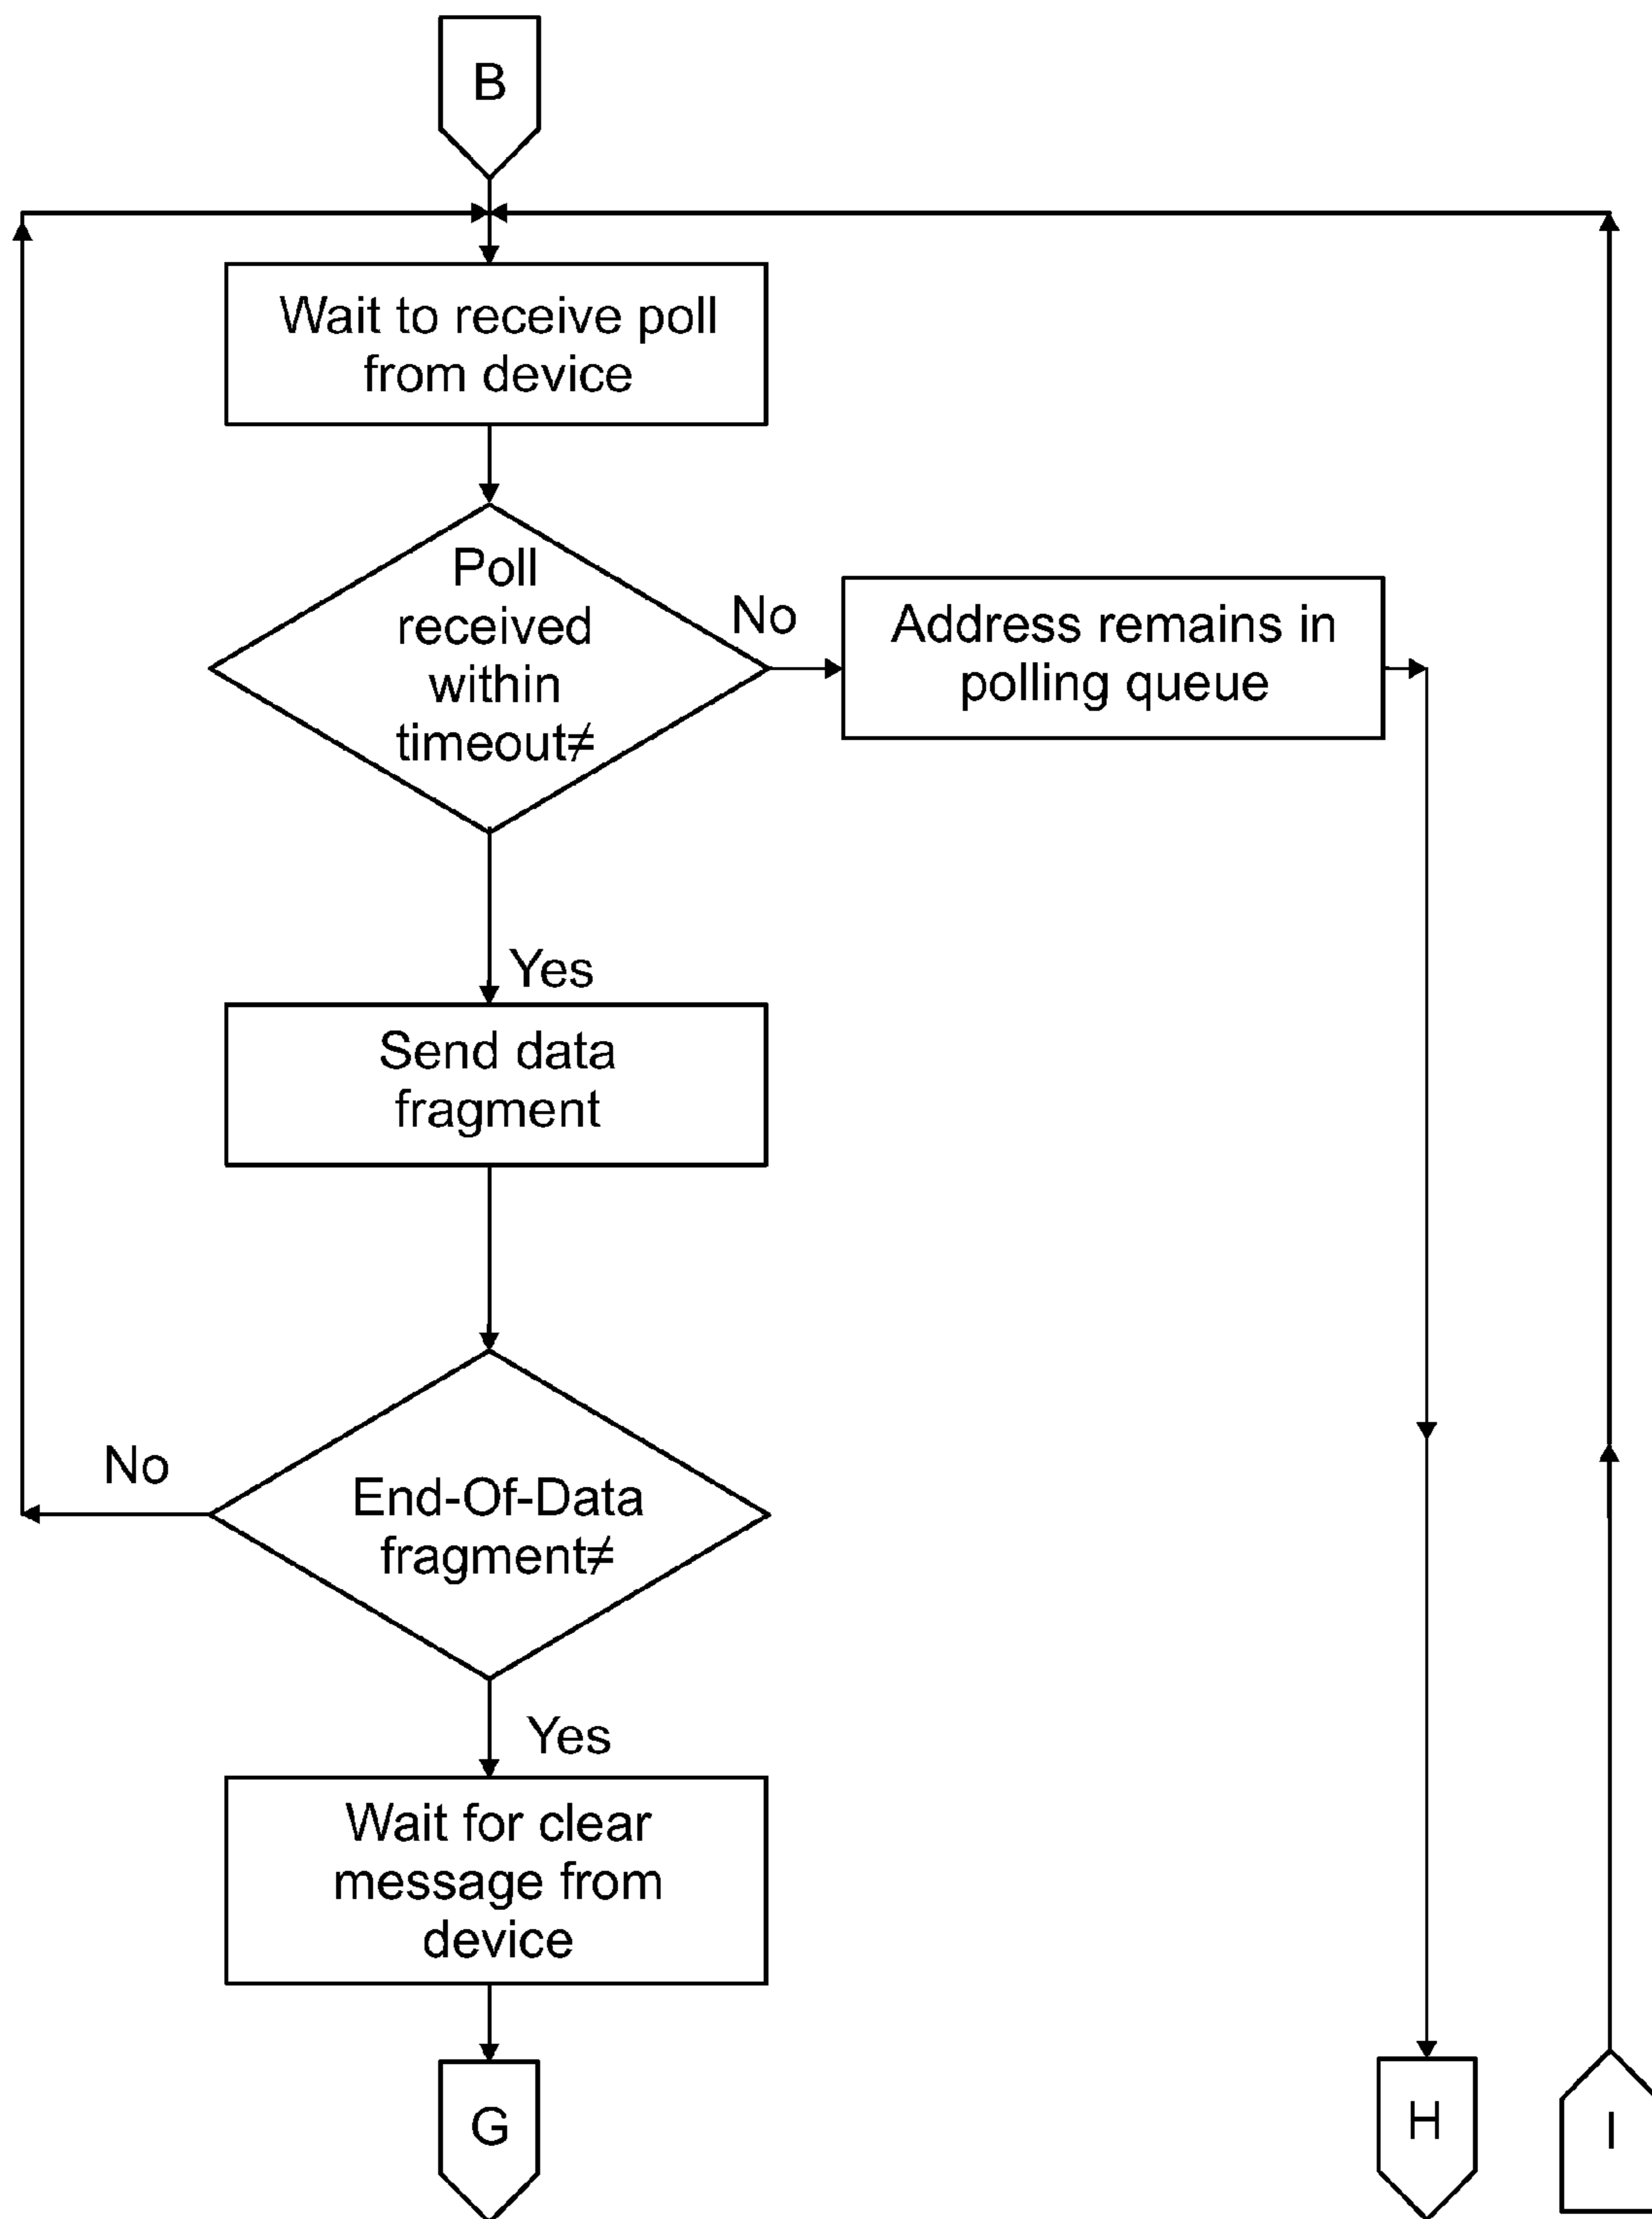 B
Wait to receive poll
from device
Poll
received
within
timeout≠
No
Address remains in
polling queue
Yes
Send data
fragment
No
End-Of-Data
fragment≠
Yes
Wait for clear
message from
device
G
H
I